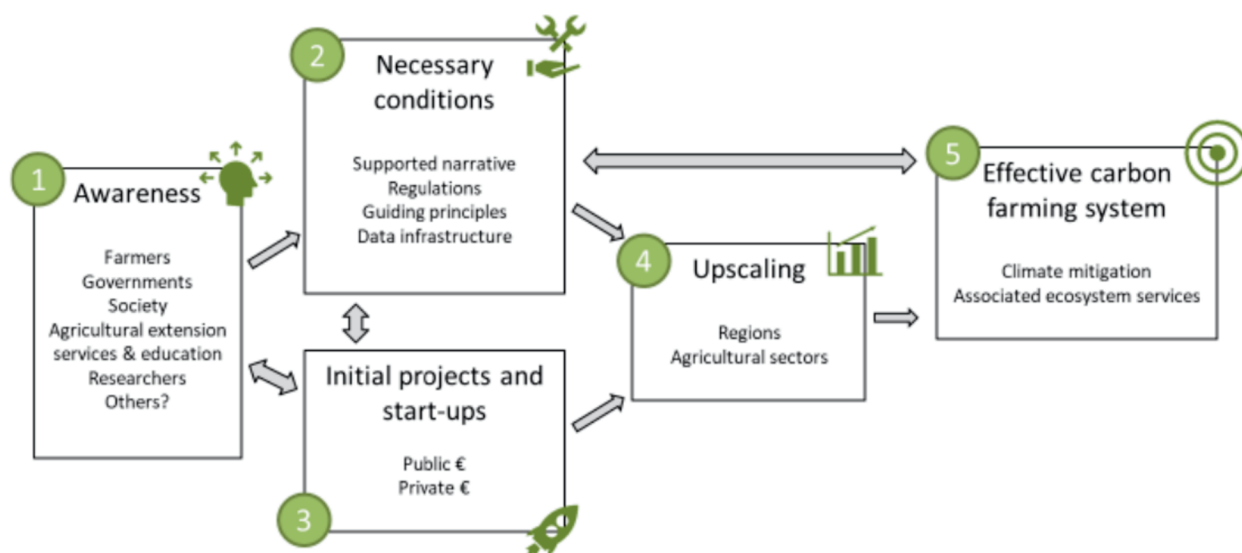 1
Awareness
Farmers
Governments
Society
Agricultural extension
services & education
Researchers
Others?
2
Necessary
conditions
Supported narrative
Regulations
Guiding principles
Data infrastructure
3
Initial projects and
start-ups
Public €
Private €
4
Upscaling
Regions
Agricultural sectors
5
Effective carbon
farming system
Climate mitigation
Associated ecosystem services